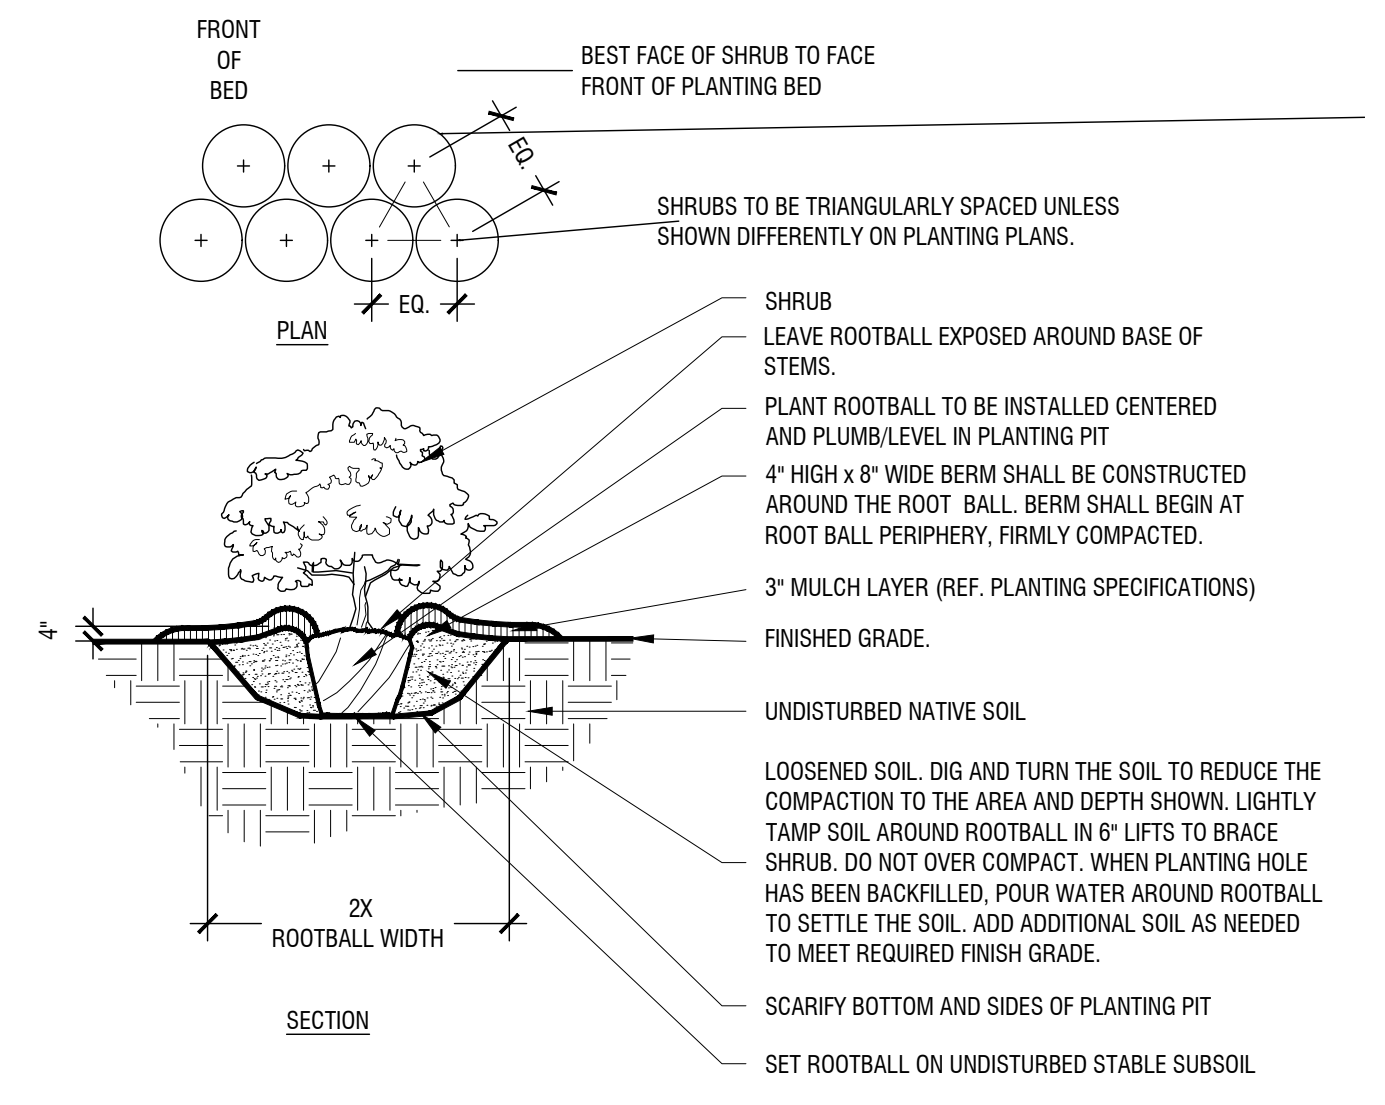 FRONT
OF
BED
BEST FACE OF SHRUB TO FACE
FRONT OF PLANTING BED
EQ.
SHRUBS TO BE TRIANGULARLY SPACED UNLESS
SHOWN DIFFERENTLY ON PLANTING PLANS.
EQ.
PLAN
SHRUB
LEAVE ROOTBALL EXPOSED AROUND BASE OF
STEMS.
PLANT ROOTBALL TO BE INSTALLED CENTERED
AND PLUMB/LEVEL IN PLANTING PIT
4" HIGH x 8" WIDE BERM SHALL BE CONSTRUCTED
AROUND THE ROOT BALL. BERM SHALL BEGIN AT
ROOT BALL PERIPHERY, FIRMLY COMPACTED.
3" MULCH LAYER (REF. PLANTING SPECIFICATIONS)
4"
FINISHED GRADE.
UNDISTURBED NATIVE SOIL
LOOSENED SOIL. DIG AND TURN THE SOIL TO REDUCE THE
COMPACTION TO THE AREA AND DEPTH SHOWN. LIGHTLY
TAMP SOIL AROUND ROOTBALL IN 6" LIFTS TO BRACE
SHRUB. DO NOT OVER COMPACT. WHEN PLANTING HOLE
HAS BEEN BACKFILLED, POUR WATER AROUND ROOTBALL
TO SETTLE THE SOIL. ADD ADDITIONAL SOIL AS NEEDED
TO MEET REQUIRED FINISH GRADE.
2X
ROOTBALL WIDTH
SCARIFY BOTTOM AND SIDES OF PLANTING PIT
SECTION
SET ROOTBALL ON UNDISTURBED STABLE SUBSOIL